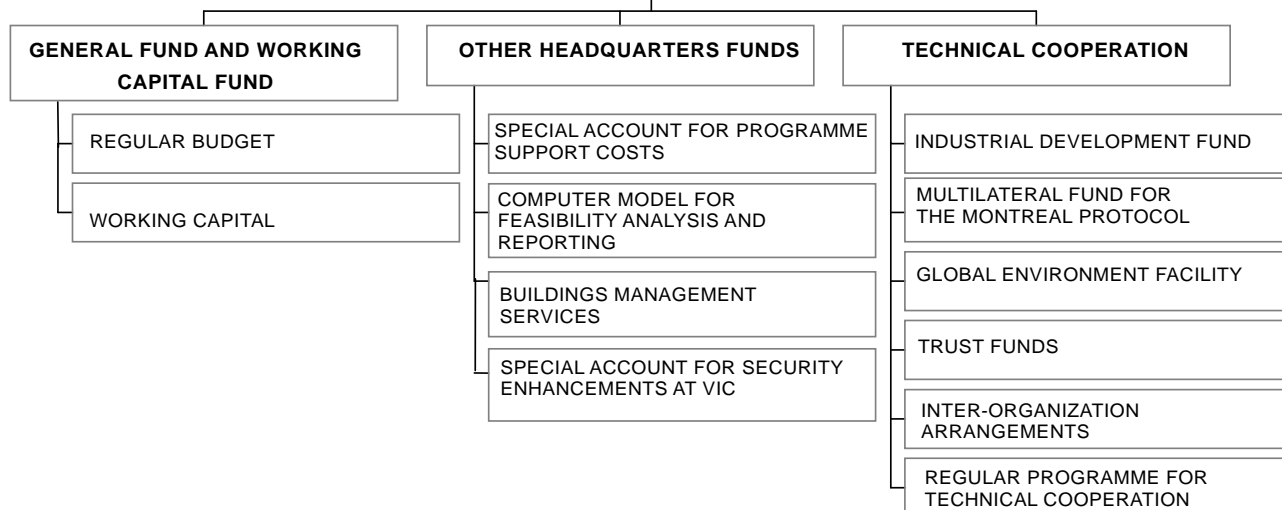 GENERAL FUND AND WORKING
CAPITAL FUND
REGULAR BUDGET
WORKING CAPITAL
OTHER HEADQUARTERS FUNDS
SPECIAL ACCOUNT FOR PROGRAMME
SUPPORT COSTS
COMPUTER MODEL FOR
FEASIBILITY ANALYSIS AND
REPORTING
BUILDINGS MANAGEMENT
SERVICES
SPECIAL ACCOUNT FOR SECURITY
ENHANCEMENTS AT VIC
TECHNICAL COOPERATION
INDUSTRIAL DEVELOPMENT FUND
MULTILATERAL FUND FOR
THE MONTREAL PROTOCOL
GLOBAL ENVIRONMENT FACILITY
TRUST FUNDS
INTER-ORGANIZATION
ARRANGEMENTS
REGULAR PROGRAMME FOR
TECHNICAL COOPERATION